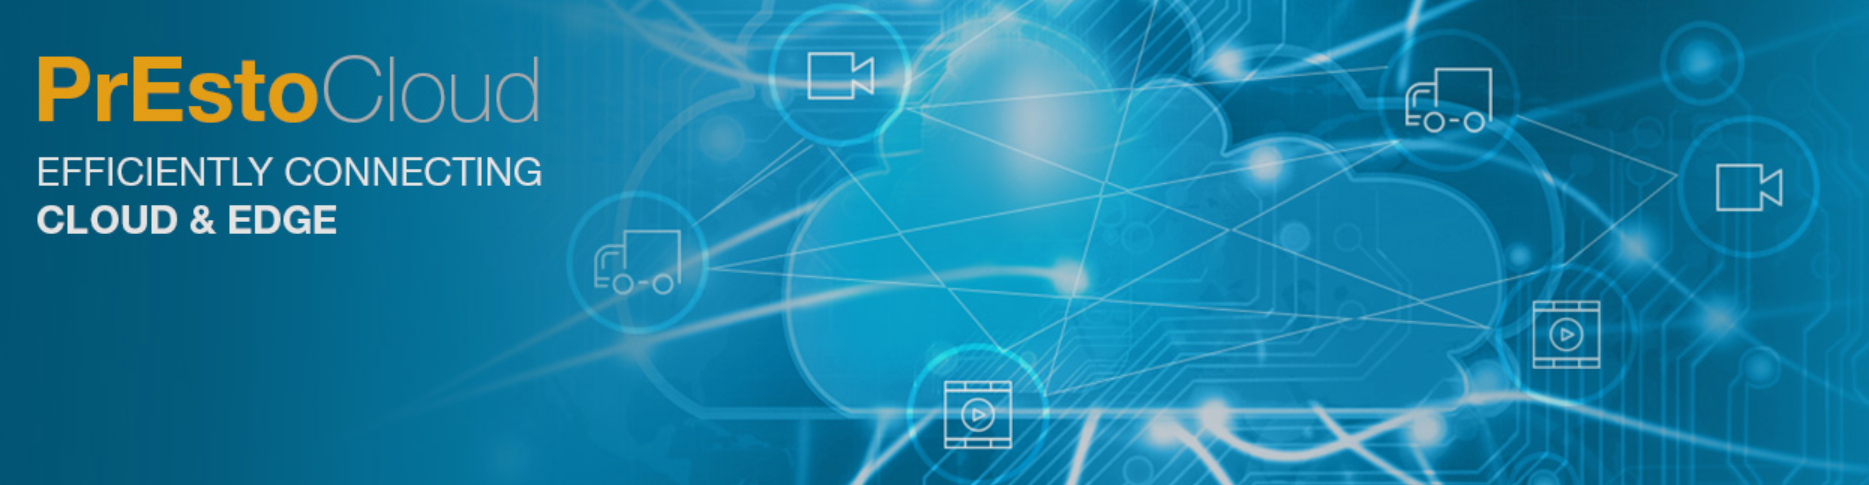 PrEstoCloud
EFFICIENTLY CONNECTING
CLOUD & EDGE